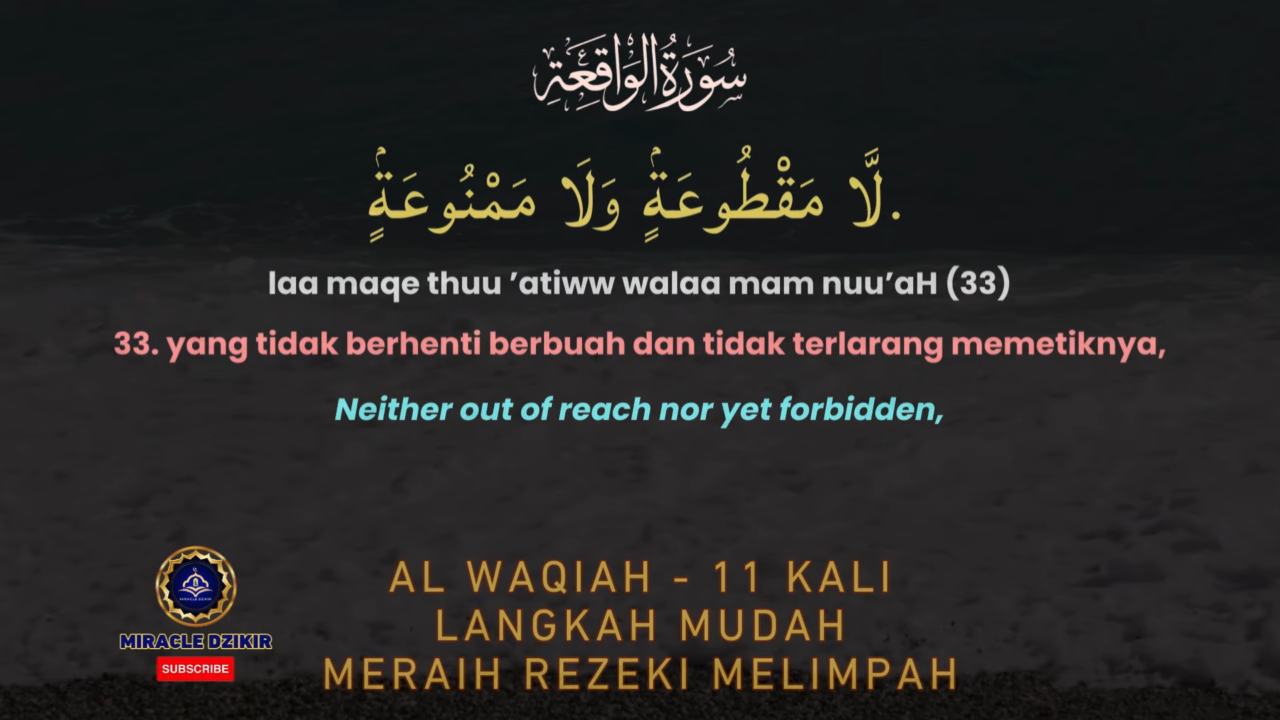 سُورَةُ الوَاقِعَةِ
لَّا مَقْطُوعَةٍۢ وَلَا مَمْنُوعَةٍۢ.
laa maqe thuu ’atiww walaa mam nuu’aH (33)
33. yang tidak berhenti berbuah dan tidak terlarang memetiknya,
Neither out of reach nor yet forbidden,
AL WAQIAH - 11 KALI
LANGKAH MUDAH
MERAIH REZEKI MELIMPAH
MIRACLE DZIKIR
MIRACLE DZIKIR
SUBSCRIBE